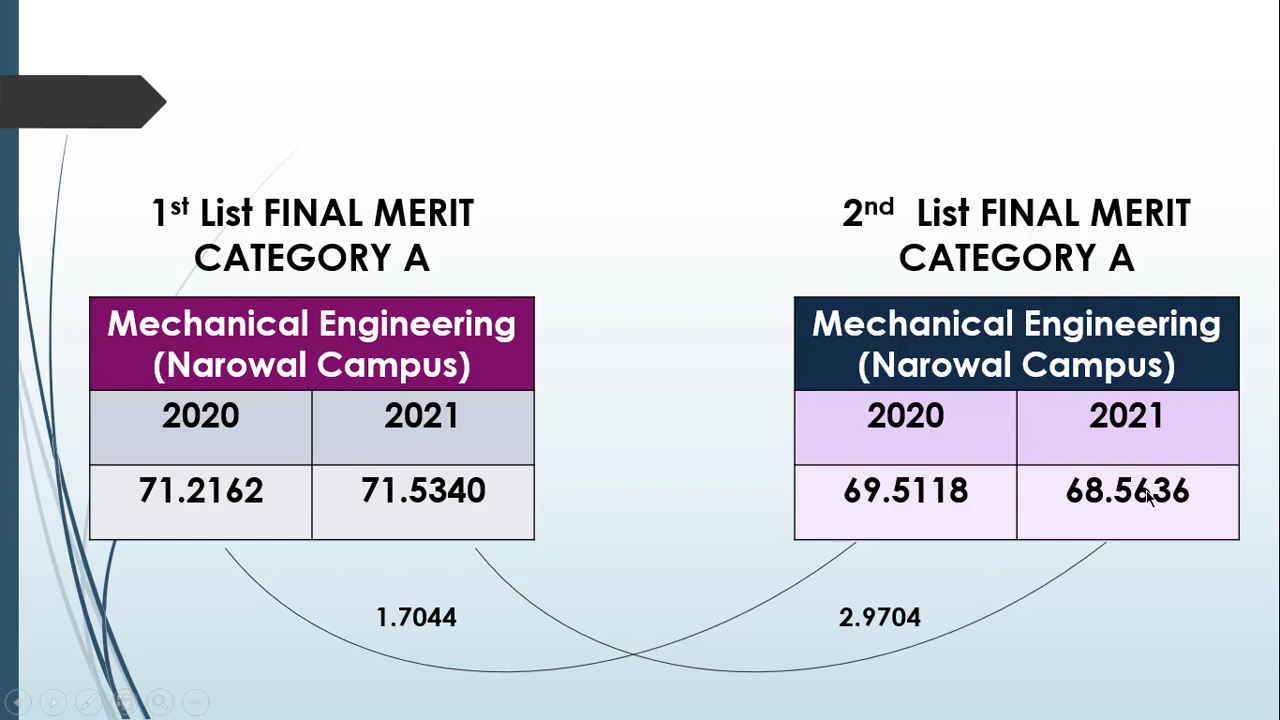 1st List FINAL MERIT
CATEGORY A
Mechanical Engineering
(Narowal Campus)
2020 2021
71.2162 71.5340
2nd List FINAL MERIT
CATEGORY A
Mechanical Engineering
(Narowal Campus)
2020 2021
69.5118 68.5636
1.7044
2.9704